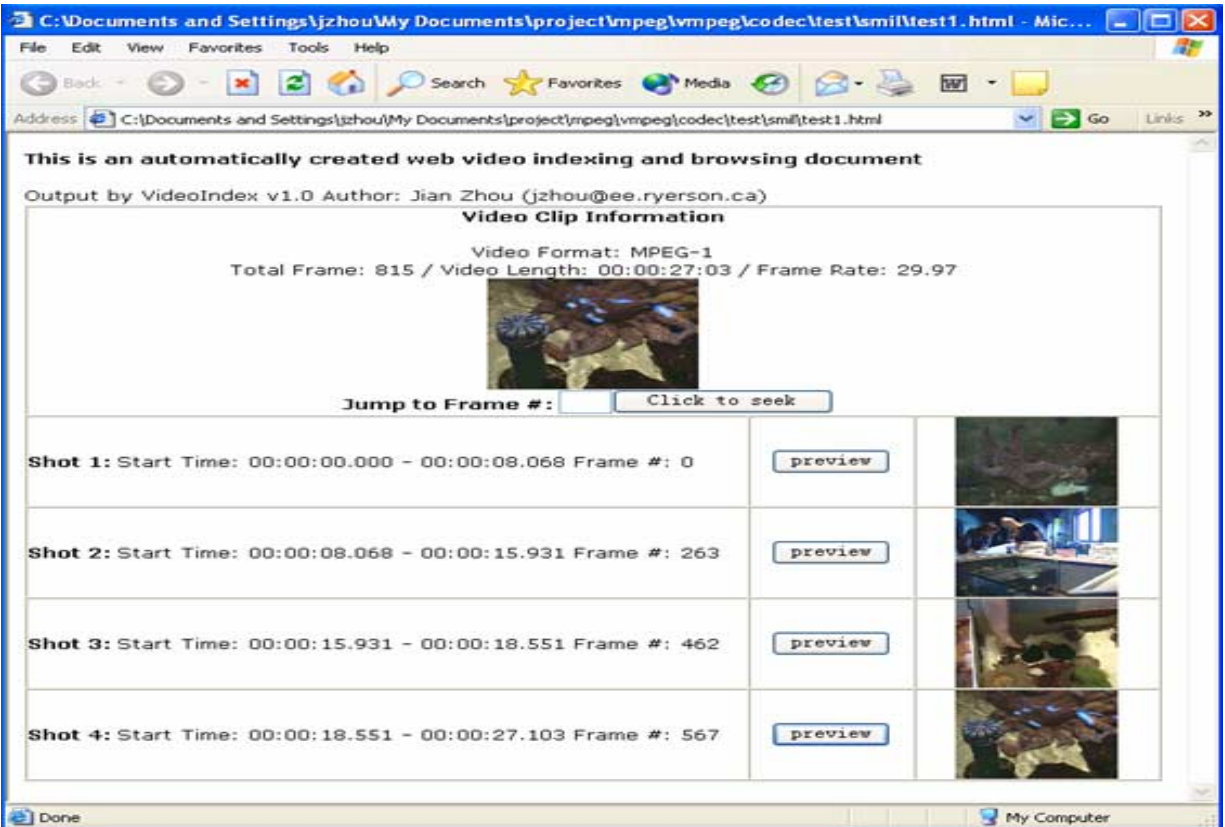 C:\Documents and Settings\jzhou\My Documents\project\mpeg\vmpeg\codec\test\smil\test1.html - Mic...
File Edit View Favorites Tools Help
Back Search Favorites Media
Address C:\Documents and Settings\jzhou\My Documents\project\mpeg\vmpeg\codec\test\smil\test1.html Go Links »
This is an automatically created web video indexing and browsing document
Output by VideoIndex v1.0 Author: Jian Zhou (jzhou@ee.ryerson.ca)
Video Clip Information
Video Format: MPEG-1
Total Frame: 815 / Video Length: 00:00:27:03 / Frame Rate: 29.97
Jump to Frame #: Click to seek
Shot 1: Start Time: 00:00:00.000 - 00:00:08.068 Frame #: 0 preview
Shot 2: Start Time: 00:00:08.068 - 00:00:15.931 Frame #: 263 preview
Shot 3: Start Time: 00:00:15.931 - 00:00:18.551 Frame #: 462 preview
Shot 4: Start Time: 00:00:18.551 - 00:00:27.103 Frame #: 567 preview
Done My Computer